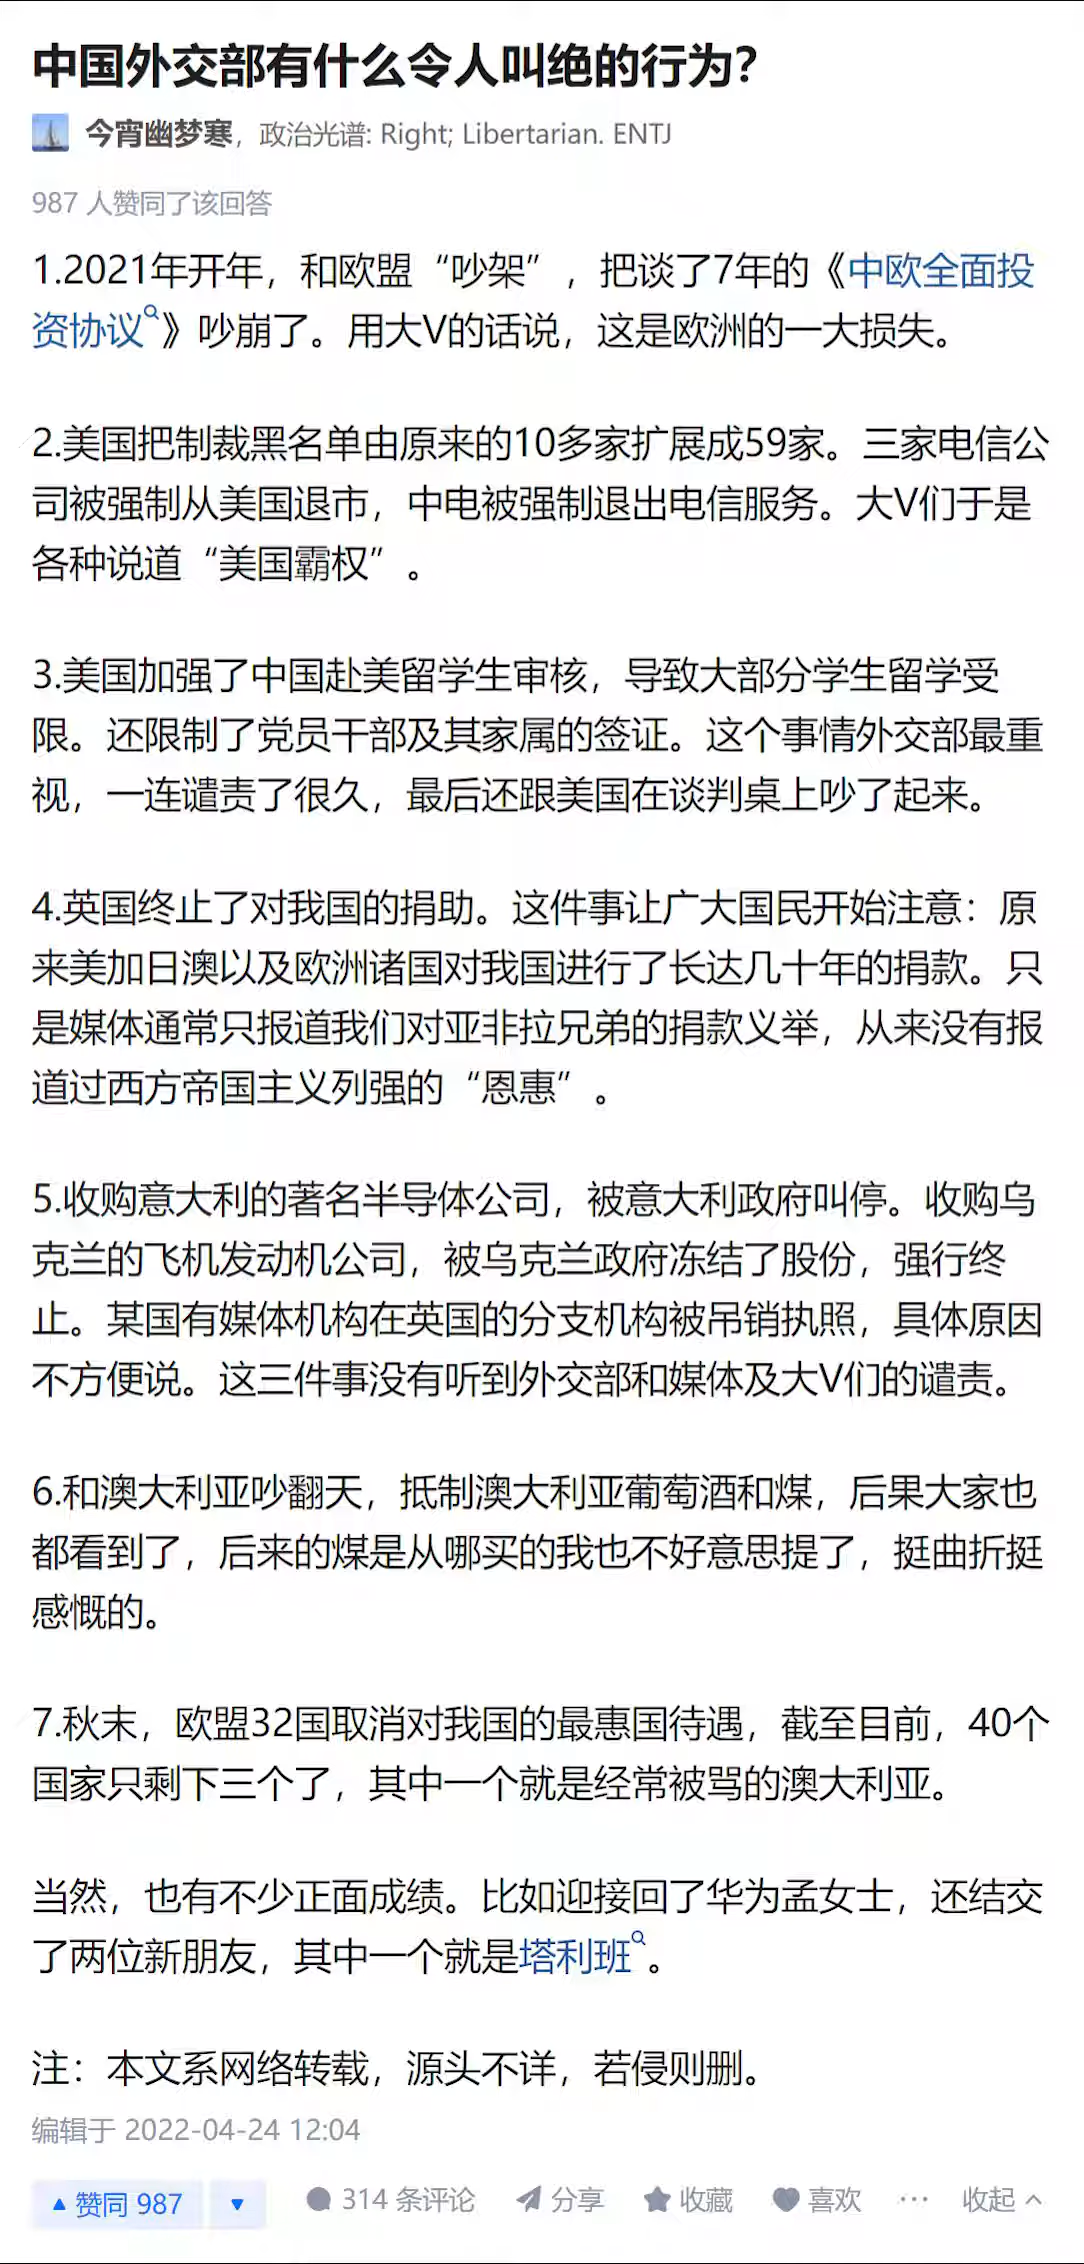 中国外交部有什么令人叫绝的行为?
今宵幽梦寒，政治光谱: Right; Libertarian. ENTJ
987 人赞同了该回答
1.2021年开年，和欧盟“吵架”，把谈了7年的《中欧全面投
资协议》吵崩了。用大V的话说，这是欧洲的一大损失。
2.美国把制裁黑名单由原来的10多家扩展成59家。三家电信公
司被强制从美国退市，中电被强制退出电信服务。大V们于是
各种说道“美国霸权”。
3.美国加强了中国赴美留学生审核，导致大部分学生留学受
限。还限制了党员干部及其家属的签证。这个事情外交部最重
视，一连谴责了很久，最后还跟美国在谈判桌上吵了起来。
4.英国终止了对我国的捐助。这件事让广大国民开始注意：原
来美加日澳以及欧洲诸国对我国进行了长达几十年的捐款。只
是媒体通常只报道我们对亚非拉兄弟的捐款义举，从来没有报
道过西方帝国主义列强的“恩惠”。
5.收购意大利的著名半导体公司，被意大利政府叫停。收购乌
克兰的飞机发动机公司，被乌克兰政府冻结了股份，强行终
止。某国有媒体机构在英国的分支机构被吊销执照，具体原因
不方便说。这三件事没有听到外交部和媒体及大V们的谴责。
6.和澳大利亚吵翻天，抵制澳大利亚葡萄酒和煤，后果大家也
都看到了，后来的煤是从哪买的我也不好意思提了，挺曲折挺
感慨的。
7.秋末，欧盟32国取消对我国的最惠国待遇，截至目前，40个
国家只剩下三个了，其中一个就是经常被骂的澳大利亚。
当然，也有不少正面成绩。比如迎接回了华为孟女士，还结交
了两位新朋友，其中一个就是塔利班。
注：本文系网络转载，源头不详，若侵则删。
编辑于 2022-04-24 12:04
赞同 987 314 条评论 分享 收藏 喜欢 ··· 收起